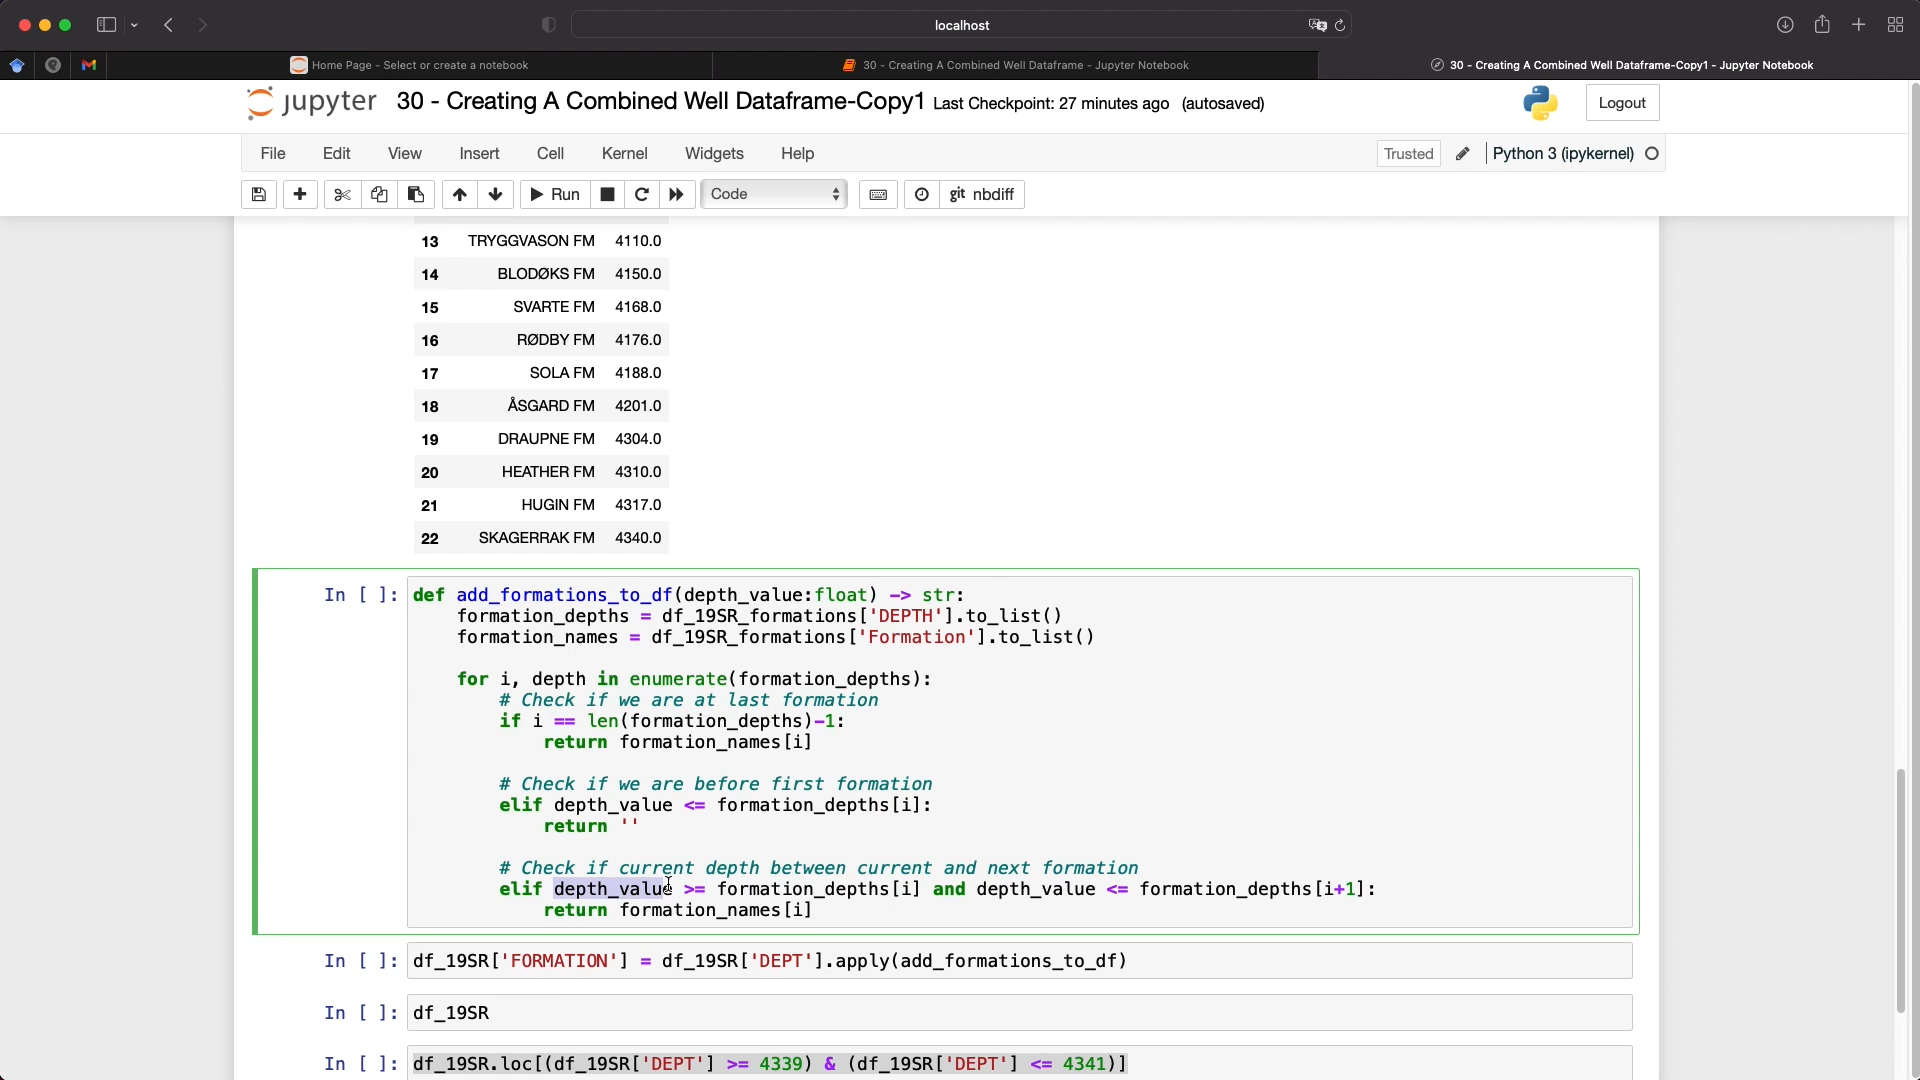 localhost
Home Page - Select or create a notebook
30 - Creating A Combined Well Dataframe - Jupyter Notebook
30 - Creating A Combined Well Dataframe-Copy1 - Jupyter Notebook
jupyter 30 - Creating A Combined Well Dataframe-Copy1 Last Checkpoint: 27 minutes ago (autosaved)
Logout
File Edit View Insert Cell Kernel Widgets Help
Trusted Python 3 (ipykernel)
Run Code git nbdiff
13 TRYGGVASON FM 4110.0
14 BLODØKS FM 4150.0
15 SVARTE FM 4168.0
16 RØDBY FM 4176.0
17 SOLA FM 4188.0
18 ÅSGARD FM 4201.0
19 DRAUPNE FM 4304.0
20 HEATHER FM 4310.0
21 HUGIN FM 4317.0
22 SKAGERRAK FM 4340.0
In [ ]: def add_formations_to_df(depth_value:float) -> str:
formation_depths = df_19SR_formations['DEPTH'].to_list()
formation_names = df_19SR_formations['Formation'].to_list()
for i, depth in enumerate(formation_depths):
# Check if we are at last formation
if i == len(formation_depths)-1:
return formation_names[i]
# Check if we are before first formation
elif depth_value <= formation_depths[i]:
return ''
# Check if current depth between current and next formation
elif depth_value >= formation_depths[i] and depth_value <= formation_depths[i+1]:
return formation_names[i]
In [ ]: df_19SR['FORMATION'] = df_19SR['DEPT'].apply(add_formations_to_df)
In [ ]: df_19SR
In [ ]: df_19SR.loc[(df_19SR['DEPT'] >= 4339) & (df_19SR['DEPT'] <= 4341)]